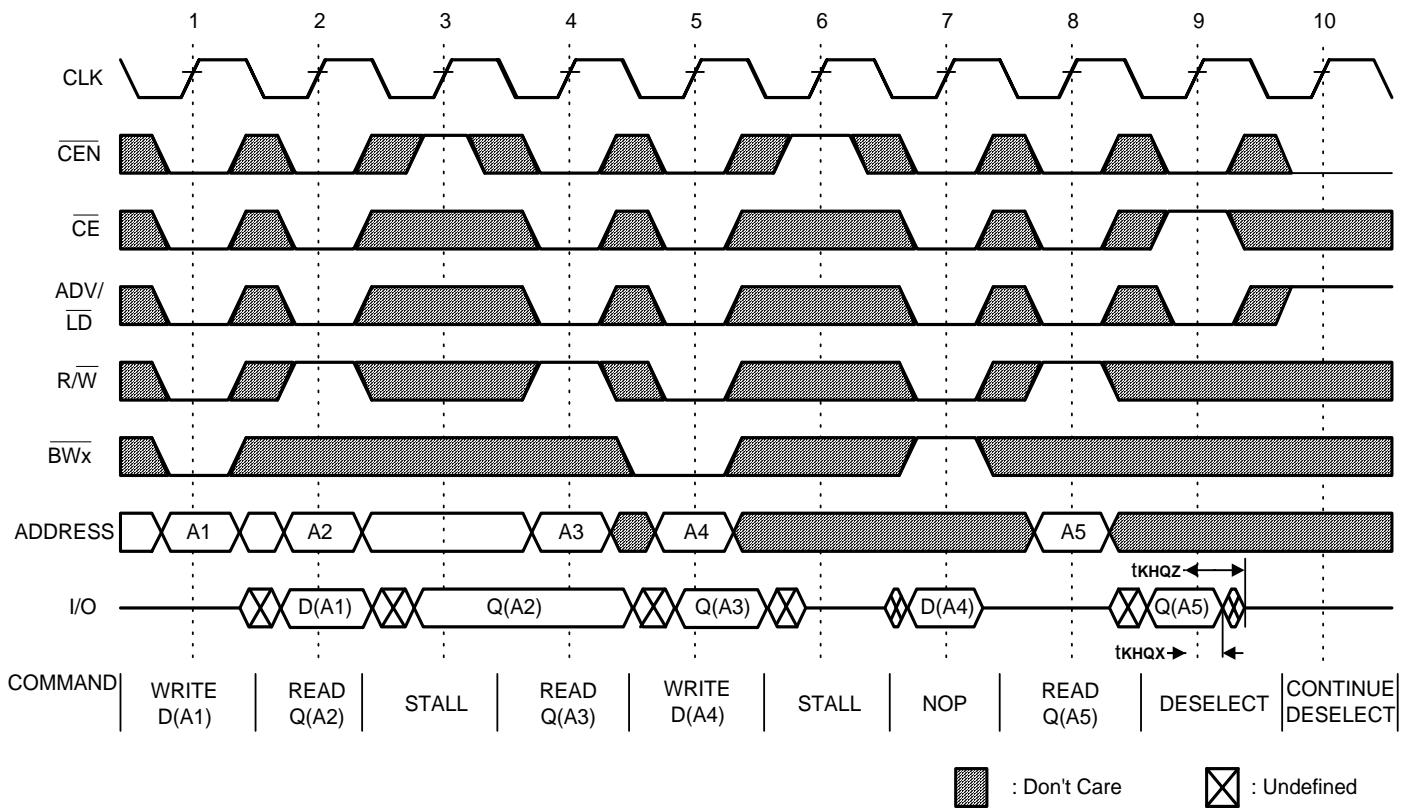 1 2 3 4 5 6 7 8 9 10
CLK
CEN
CE
ADV/
LD
R/W
BWx
ADDRESS A1 A2 A3 A4 A5
tKHQZ
I/O D(A1) Q(A2) Q(A3) D(A4) Q(A5)
tKHQX
COMMAND WRITE READ STALL READ WRITE STALL NOP READ DESELECT CONTINUE
D(A1) Q(A2) Q(A3) D(A4) Q(A5) DESELECT
: Don't Care : Undefined